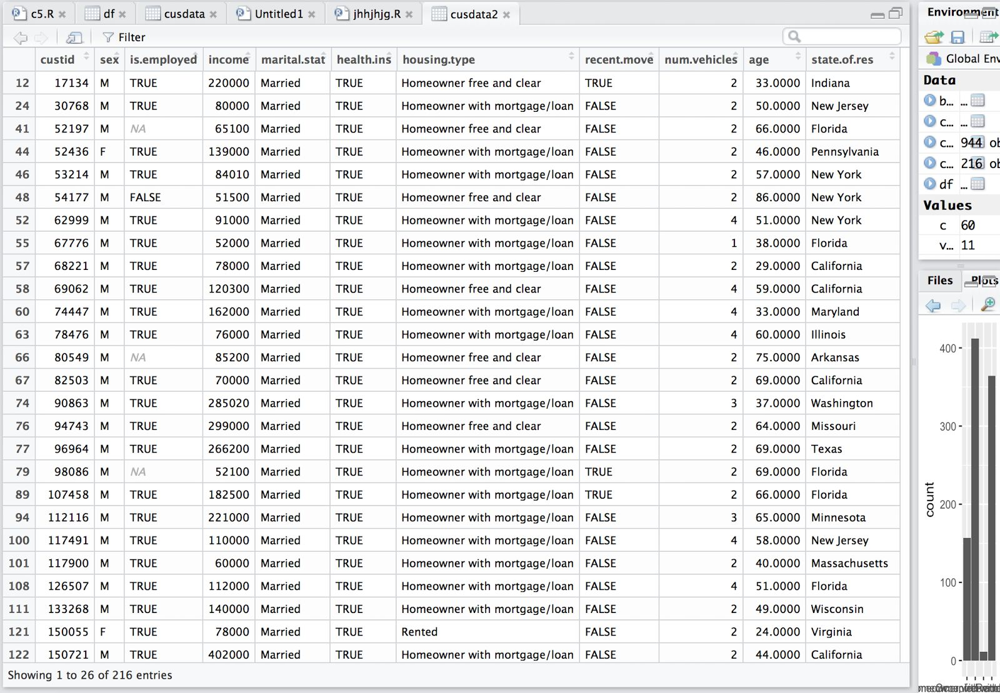 c5.R
df
cusdata
Untitled1
jhhjhjg.R
cusdata2
Filter
custid sex is.employed income marital.stat health.ins housing.type recent.move num.vehicles age state.of.res
12 17134 M TRUE 220000 Married TRUE Homeowner free and clear TRUE 2 33.0000 Indiana
24 30768 M TRUE 80000 Married TRUE Homeowner with mortgage/loan FALSE 2 50.0000 New Jersey
41 52197 M NA 65100 Married TRUE Homeowner free and clear FALSE 2 66.0000 Florida
44 52436 F TRUE 139000 Married TRUE Homeowner with mortgage/loan FALSE 2 46.0000 Pennsylvania
46 53214 M TRUE 84010 Married TRUE Homeowner with mortgage/loan FALSE 2 57.0000 New York
48 54177 M FALSE 51500 Married TRUE Homeowner free and clear FALSE 2 86.0000 New York
52 62999 M TRUE 91000 Married TRUE Homeowner with mortgage/loan FALSE 4 51.0000 New York
55 67776 M TRUE 52000 Married TRUE Homeowner with mortgage/loan FALSE 1 38.0000 Florida
57 68221 M TRUE 78000 Married TRUE Homeowner with mortgage/loan FALSE 2 29.0000 California
58 69062 M TRUE 120300 Married TRUE Homeowner free and clear FALSE 4 59.0000 California
60 74447 M TRUE 162000 Married TRUE Homeowner with mortgage/loan FALSE 4 33.0000 Maryland
63 78476 M TRUE 76000 Married TRUE Homeowner with mortgage/loan FALSE 4 60.0000 Illinois
66 80549 M NA 85200 Married TRUE Homeowner free and clear FALSE 2 75.0000 Arkansas
67 82503 M TRUE 70000 Married TRUE Homeowner free and clear FALSE 2 69.0000 California
74 90863 M TRUE 285020 Married TRUE Homeowner with mortgage/loan FALSE 3 37.0000 Washington
76 94743 M TRUE 299000 Married TRUE Homeowner free and clear FALSE 2 64.0000 Missouri
77 96964 M TRUE 266200 Married TRUE Homeowner with mortgage/loan FALSE 2 69.0000 Texas
79 98086 M NA 52100 Married TRUE Homeowner with mortgage/loan TRUE 2 69.0000 Florida
89 107458 M TRUE 182500 Married TRUE Homeowner with mortgage/loan TRUE 2 66.0000 Florida
94 112116 M TRUE 221000 Married TRUE Homeowner with mortgage/loan FALSE 3 65.0000 Minnesota
100 117491 M TRUE 110000 Married TRUE Homeowner with mortgage/loan FALSE 4 58.0000 New Jersey
101 117900 M TRUE 60000 Married TRUE Homeowner with mortgage/loan FALSE 2 40.0000 Massachusetts
108 126507 M TRUE 112000 Married TRUE Homeowner with mortgage/loan FALSE 4 51.0000 Florida
111 133268 M TRUE 140000 Married TRUE Homeowner with mortgage/loan FALSE 2 49.0000 Wisconsin
121 150055 F TRUE 78000 Married TRUE Rented FALSE 2 24.0000 Virginia
122 150721 M TRUE 402000 Married TRUE Homeowner with mortgage/loan FALSE 2 44.0000 California
Showing 1 to 26 of 216 entries
Environment
Global Env
Data
b... ...
c... ...
c... 944 ob
c... 216 ob
df ...
Values
c 60
v... 11
Files
Plots
400
300
200
100
0
count